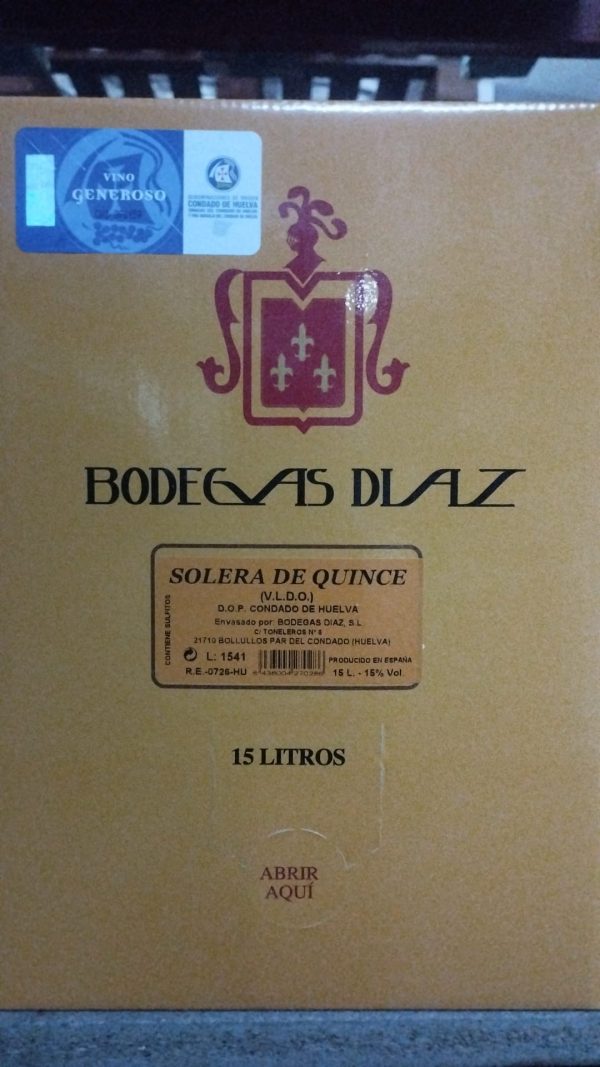 VINO
GENEROSO
CONDADO DE HUELVA
BODEGAS DIAZ
SOLERA DE QUINCE
(V.L.D.O.)
D.O.P. CONDADO DE HUELVA
Envasado por: BODEGAS DIAZ, S.L.
C/ TONELEROS Nº 6
21710 BOLLULLOS PAR DEL CONDADO (HUELVA)
CONTIENE SULFITOS
L: 1541
PRODUCIDO EN ESPAÑA
R.E.-0726-HU
15 L. - 15% Vol.
15 LITROS
ABRIR
AQUÍ